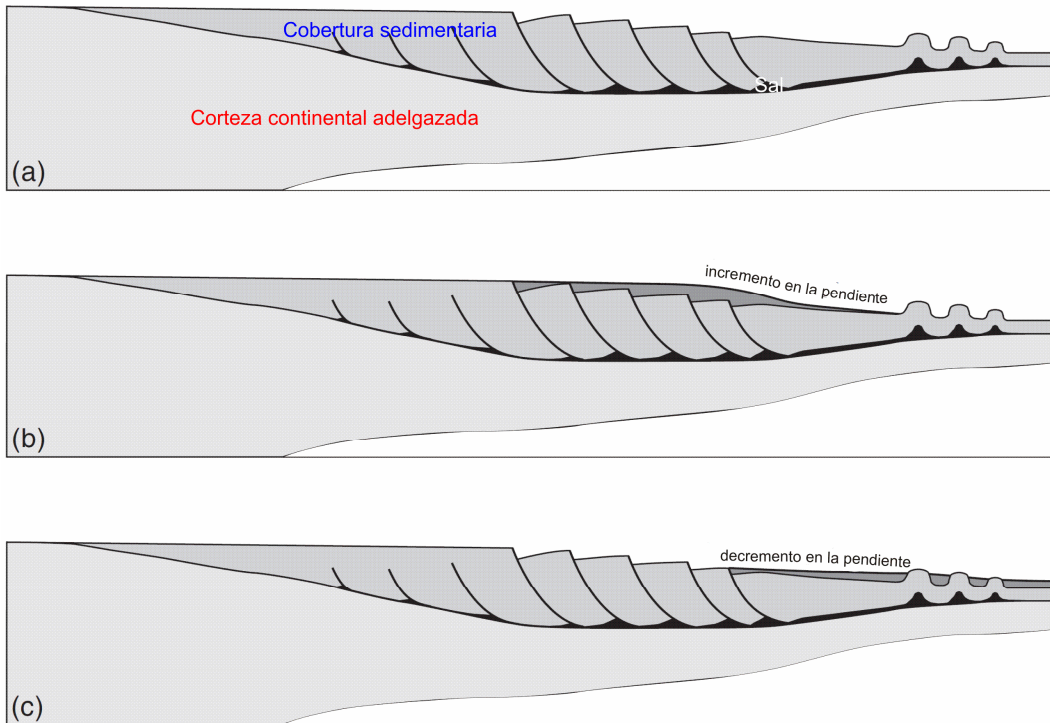 Cobertura sedimentaria
Sal
Corteza continental adelgazada
(a)
incremento en la pendiente
(b)
decremento en la pendiente
(c)